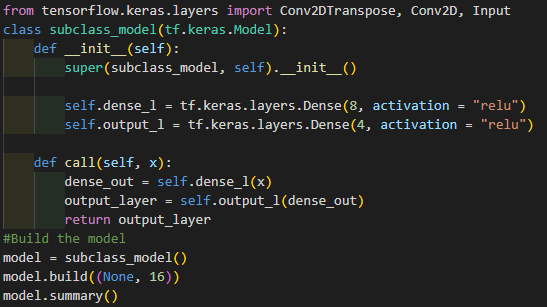 from tensorflow.keras.layers import Conv2DTranspose, Conv2D, Input
class subclass_model(tf.keras.Model):
    def __init__(self):
        super(subclass_model, self).__init__()

        self.dense_l = tf.keras.layers.Dense(8, activation = "relu")
        self.output_l = tf.keras.layers.Dense(4, activation = "relu")

    def call(self, x):
        dense_out = self.dense_l(x)
        output_layer = self.output_l(dense_out)
        return output_layer
#Build the model
model = subclass_model()
model.build((None, 16))
model.summary()